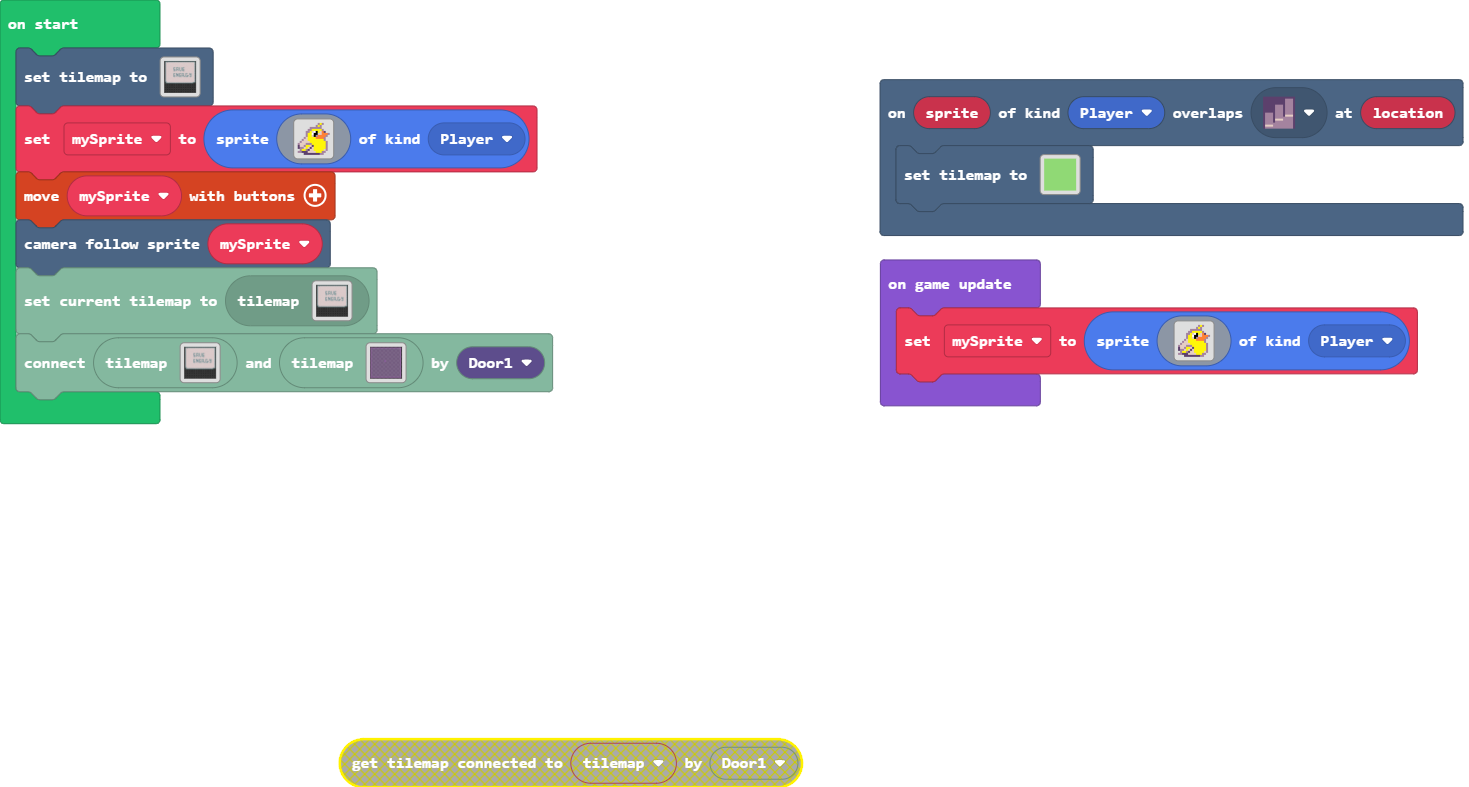 on start
set tilemap to
set mySprite to sprite of kind Player
move mySprite with buttons
camera follow sprite mySprite
set current tilemap to tilemap
connect tilemap and tilemap by Door1
on sprite of kind Player overlaps at location
set tilemap to
on game update
set mySprite to sprite of kind Player
get tilemap connected to tilemap by Door1